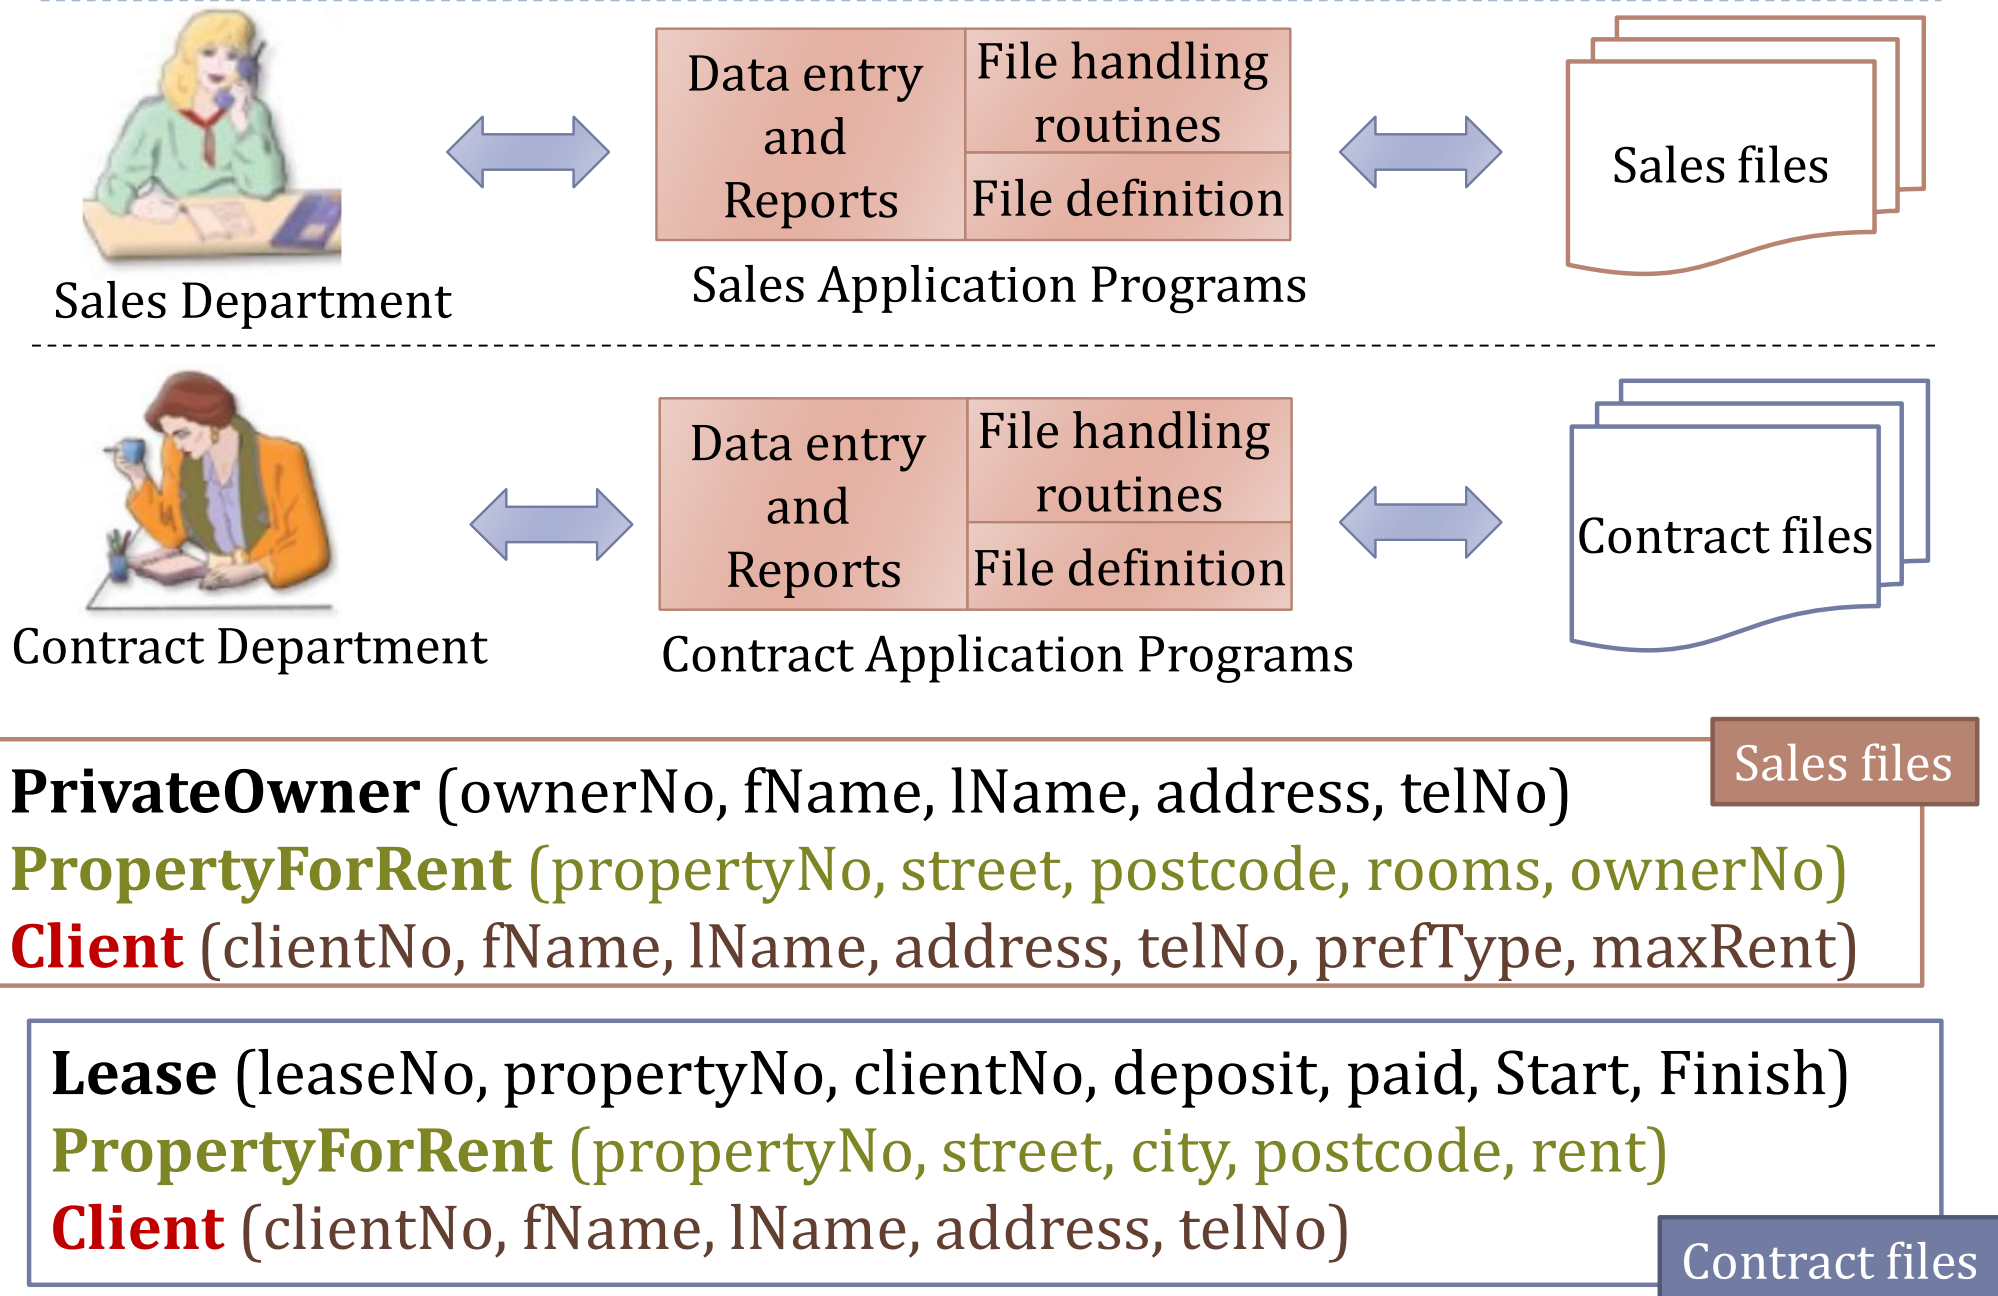 Data entry
and
Reports
File handling
routines
File definition
Sales files
Sales Department
Sales Application Programs
Data entry
and
Reports
File handling
routines
File definition
Contract files
Contract Department
Contract Application Programs
Sales files
PrivateOwner (ownerNo, fName, lName, address, telNo)
PropertyForRent (propertyNo, street, postcode, rooms, ownerNo)
Client (clientNo, fName, lName, address, telNo, prefType, maxRent)
Lease (leaseNo, propertyNo, clientNo, deposit, paid, Start, Finish)
PropertyForRent (propertyNo, street, city, postcode, rent)
Client (clientNo, fName, lName, address, telNo)
Contract files